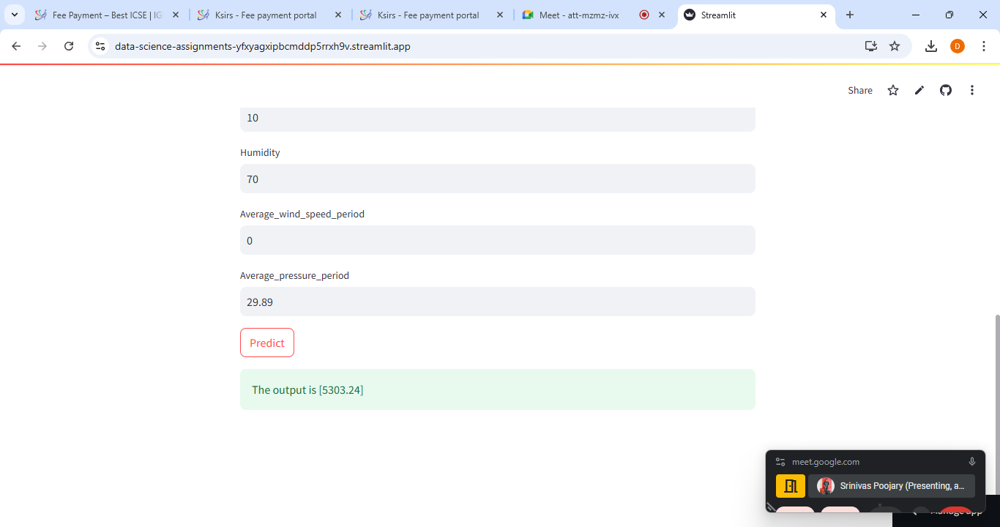 Fee Payment – Best ICSE | IG
Ksirs - Fee payment portal
Ksirs - Fee payment portal
Meet - att-mzmz-ivx
Streamlit
data-science-assignments-yfxyagxipbcmddp5rrxh9v.streamlit.app
D
Share
10
Humidity
70
Average_wind_speed_period
0
Average_pressure_period
29.89
Predict
The output is [5303.24]
meet.google.com
Srinivas Poojary (Presenting, a...
Manage app